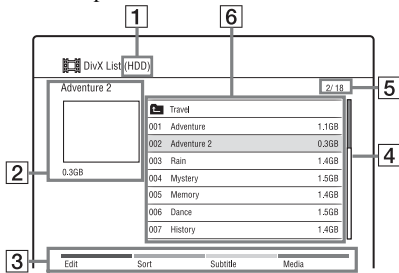 1
6
DivX List (HDD)
Adventure 2
2/ 18
5
Travel
001 Adventure 1.1GB
002 Adventure 2 0.3GB
003 Rain 1.4GB
004 Mystery 1.5GB
005 Memory 1.4GB
006 Dance 1.5GB
007 History 1.4GB
0.3GB
2
4
3
Edit Sort Subtitle Media